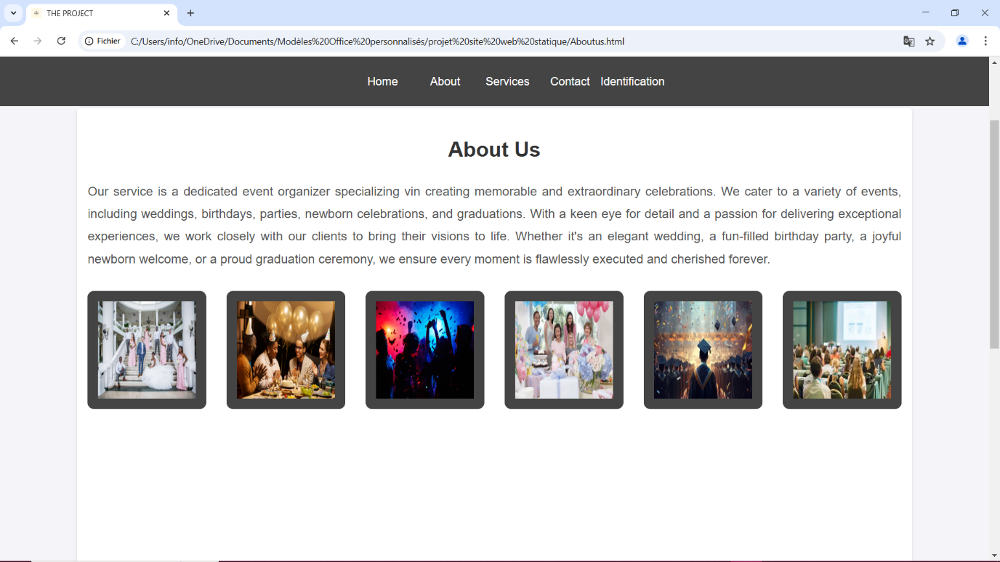 THE PROJECT
Fichier C:/Users/info/OneDrive/Documents/Modèles%20Office%20personnalisés/projet%20site%20web%20statique/Aboutus.html
Home About Services Contact Identification
About Us
Our service is a dedicated event organizer specializing vin creating memorable and extraordinary celebrations. We cater to a variety of events,
including weddings, birthdays, parties, newborn celebrations, and graduations. With a keen eye for detail and a passion for delivering exceptional
experiences, we work closely with our clients to bring their visions to life. Whether it's an elegant wedding, a fun-filled birthday party, a joyful
newborn welcome, or a proud graduation ceremony, we ensure every moment is flawlessly executed and cherished forever.